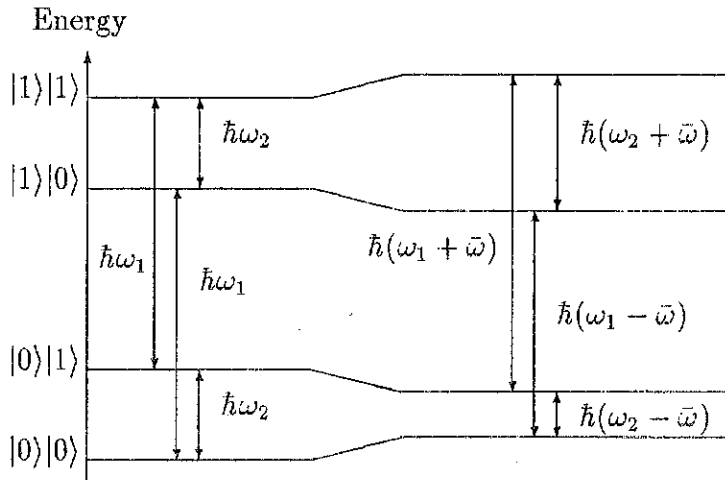 Energy
|1⟩|1⟩
ħω₂
ħ(ω₂ + ω̄)
|1⟩|0⟩
ħω₁
ħω₁
ħ(ω₁ + ω̄)
ħ(ω₁ − ω̄)
|0⟩|1⟩
ħω₂
ħ(ω₂ − ω̄)
|0⟩|0⟩